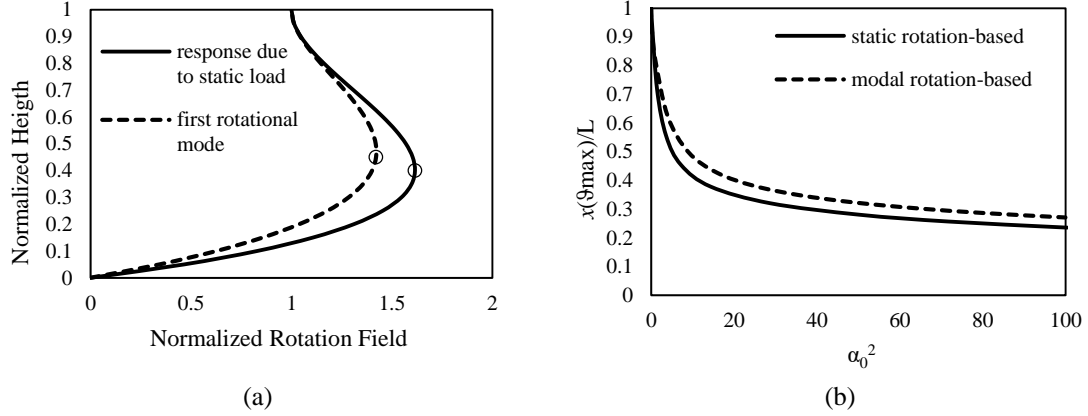 1
0.9
0.8
0.7
0.6
0.5
0.4
0.3
0.2
0.1
0
Normalized Heigth
response due
to static load
first rotational
mode
0 0.5 1 1.5 2
Normalized Rotation Field
(a)
1
0.9
0.8
0.7
0.6
0.5
0.4
0.3
0.2
0.1
0
x(ϑmax)/L
static rotation-based
modal rotation-based
0 20 40 60 80 100
α₀²
(b)